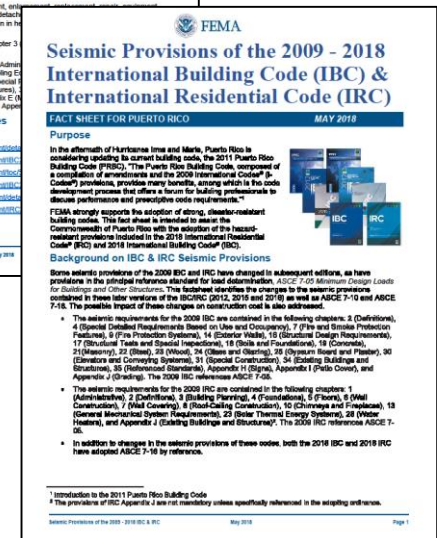 FEMA
Seismic Provisions of the 2009 - 2018
International Building Code (IBC) &
International Residential Code (IRC)
FACT SHEET FOR PUERTO RICO MAY 2018
Purpose
In the aftermath of Hurricanes Irma and Maria, Puerto Rico is
considering updating its current building code, the 2011 Puerto Rico
Building Code (PRBC). "The Puerto Rico Building Code, composed of
a compilation of amendments and the 2009 International Codes® (I-
Codes®) provisions, provides many benefits, among which is the code
development process that offers a forum for building professionals to
discuss performance and prescriptive code requirements."¹
FEMA strongly supports the adoption of strong, disaster-resistant
building codes. This fact sheet is intended to assist the
Commonwealth of Puerto Rico with the adoption of the hazard-
resistant provisions included in the 2018 International Residential
Code® (IRC) and 2018 International Building Code® (IBC).
IBC
IRC
Background on IBC & IRC Seismic Provisions
Some seismic provisions of the 2009 IBC and IRC have changed in subsequent editions, as have
provisions in the principal reference standard for load determination, ASCE 7-05 Minimum Design Loads
for Buildings and Other Structures. This factsheet identifies the changes to the seismic provisions
contained in these later versions of the IBC/IRC (2012, 2015 and 2018) as well as ASCE 7-10 and ASCE
7-16. The possible impact of these changes on construction cost is also addressed.
• The seismic requirements for the 2009 IBC are contained in the following chapters: 2 (Definitions),
4 (Special Detailed Requirements Based on Use and Occupancy), 7 (Fire and Smoke Protection
Features), 9 (Fire Protection Systems), 14 (Exterior Walls), 16 (Structural Design Requirements),
17 (Structural Tests and Special Inspections), 18 (Soils and Foundations), 19 (Concrete),
21(Masonry), 22 (Steel), 23 (Wood), 24 (Glass and Glazing), 25 (Gypsum Board and Plaster), 30
(Elevators and Conveying Systems), 31 (Special Construction), 34 (Existing Buildings and
Structures), 35 (Referenced Standards), Appendix H (Signs), Appendix I (Patio Cover), and
Appendix J (Grading). The 2009 IBC references ASCE 7-05.
• The seismic requirements for the 2009 IRC are contained in the following chapters: 1
(Administrative), 2 (Definitions), 3 (Building Planning), 4 (Foundations), 5 (Floors), 6 (Wall
Construction), 7 (Wall Covering), 8 (Roof-Ceiling Construction), 10 (Chimneys and Fireplaces), 13
(General Mechanical System Requirements), 23 (Solar Thermal Energy Systems), 28 (Water
Heaters), and Appendix J (Existing Buildings and Structures)². The 2009 IRC references ASCE 7-
05.
• In addition to changes in the seismic provisions of these codes, both the 2018 IBC and 2018 IRC
have adopted ASCE 7-16 by reference.
¹ Introduction to the 2011 Puerto Rico Building Code
² The provisions of IRC Appendix J are not mandatory unless specifically referenced in the adopting ordinance.
Seismic Provisions of the 2009 - 2018 IBC & IRC May 2018 Page 1